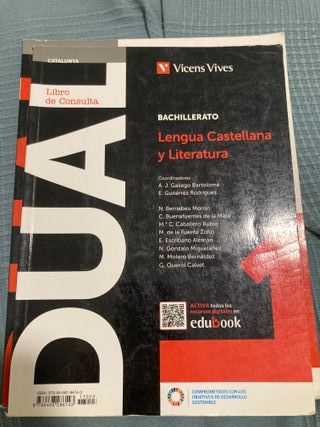 CATALUNYA
Libro
de Consulta
DUAL
Vicens Vives
BACHILLERATO
Lengua Castellana
y Literatura
Coordinadores
A. J. Gallego Bartolomé
E. Gutiérrez Rodríguez
N. Bernabeu Morón
C. Buenafuentes de la Mata
M.ª C. Caballero Rubio
M. de la Fuente Zofío
E. Escribano Alemán
N. Gonzalo Miguelañez
M. Molero Bernáldez
G. Querol Calvet
1
ACTIVA todos los
recursos digitales en
edubook
COMPROMETIDOS CON LOS
OBJETIVOS DE DESARROLLO
SOSTENIBLE